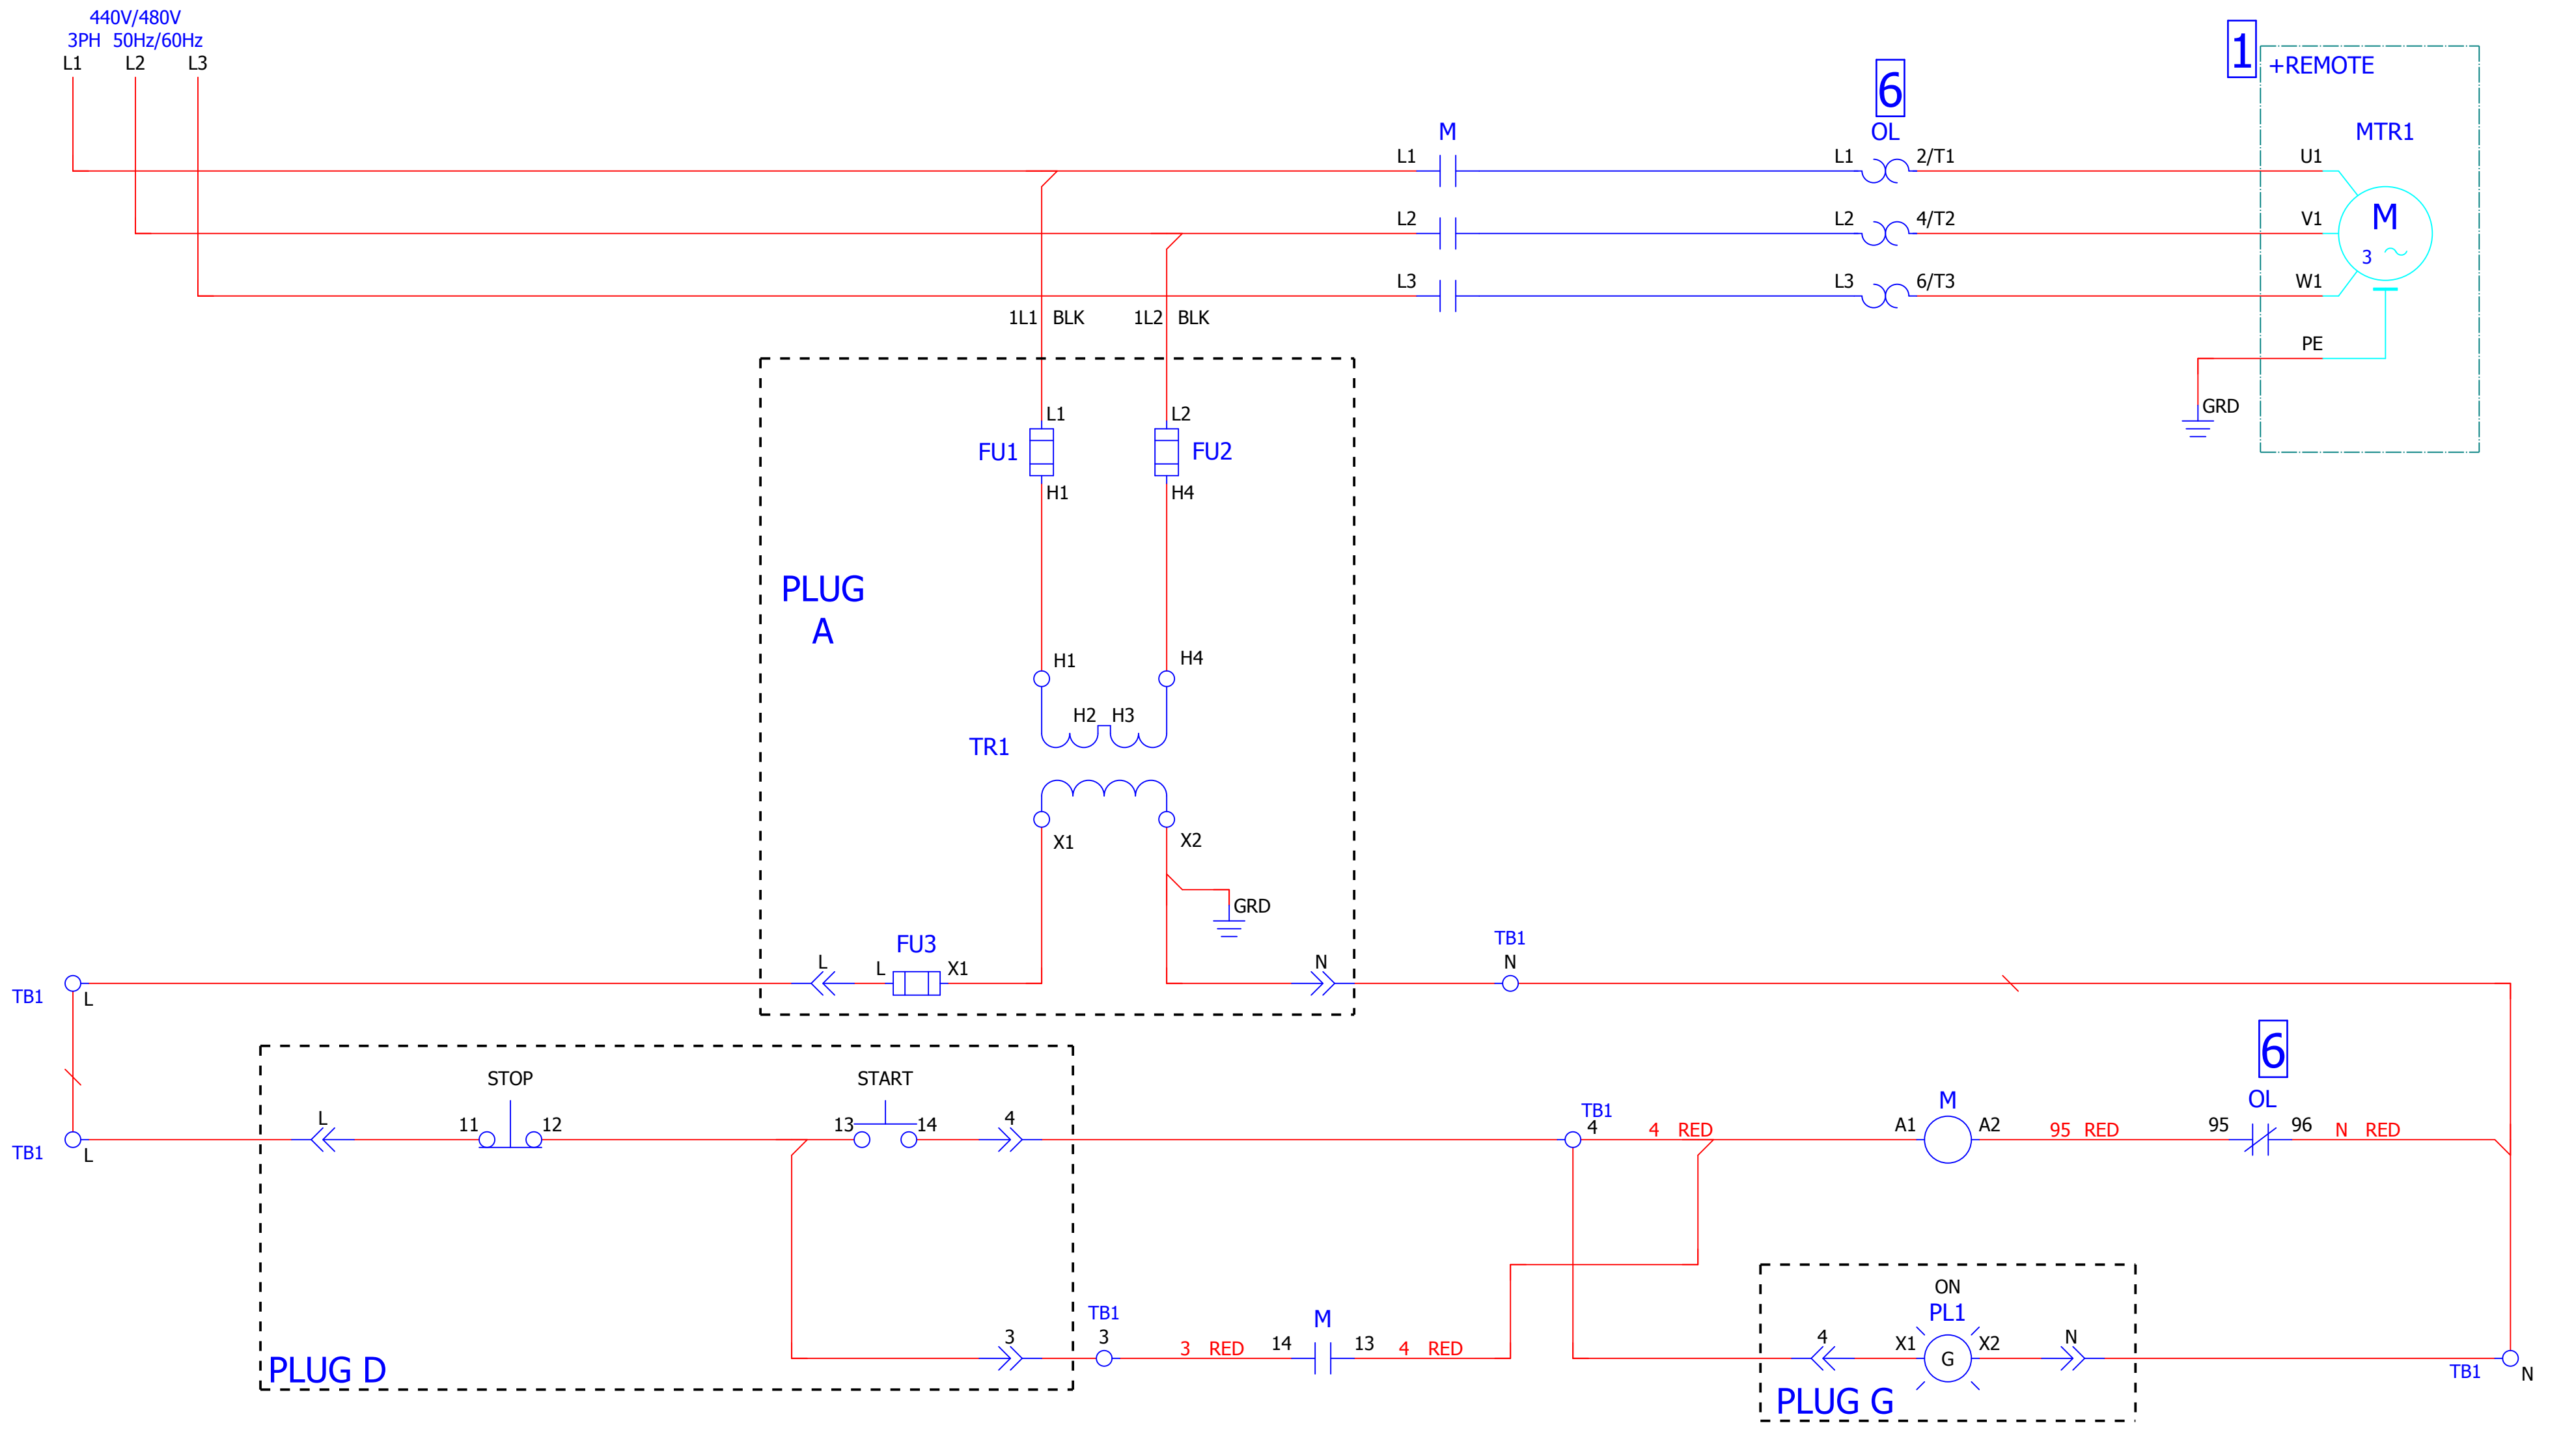 440V/480V
3PH 50Hz/60Hz
L1 L2 L3
1
+REMOTE
6
OL
M
MTR1
L1 L1 2/T1 U1
M
3
L2 L2 4/T2 V1
L3 L3 6/T3 W1
1L1 BLK 1L2 BLK
PE
GRD
L1 L2
FU1 FU2
H1 H4
PLUG
A
H1 H4
H2 H3
TR1
X1 X2
GRD
FU3
L L X1 N
TB1
N
TB1 L
6
STOP START
L 11 12 13 14 4
TB1
4
4 RED
M
A1 A2
95 RED
OL
95 96
N RED
TB1 L
ON
PL1
TB1
3 3
3 RED
M
14 13
4 RED
4 X1 G X2 N
PLUG D
PLUG G
TB1 N